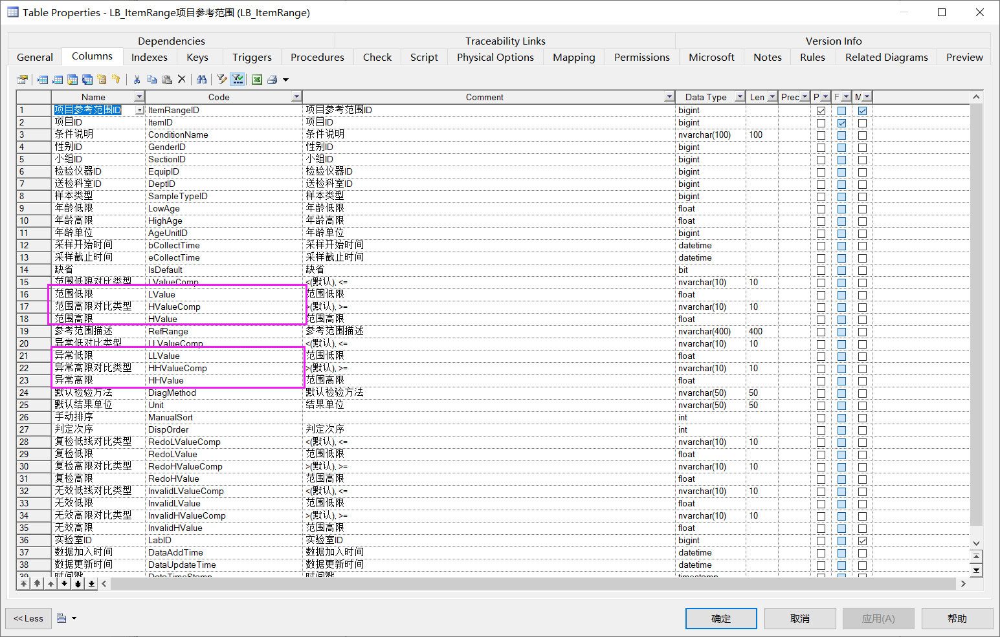 Table Properties - LB_ItemRange项目参考范围 (LB_ItemRange)
Dependencies Traceability Links Version Info
General Columns Indexes Keys Triggers Procedures Check Script Physical Options Mapping Permissions Microsoft Notes Rules Related Diagrams Preview
Name Code Comment Data Type Len Prec P F M
1 项目参考范围ID = ItemRangeID 项目参考范围ID bigint
2 项目ID ItemID 项目ID bigint
3 条件说明 ConditionName 条件说明 nvarchar(100) 100
4 性别ID GenderID 性别ID bigint
5 小组ID SectionID 小组ID bigint
6 检验仪器ID EquipID 检验仪器ID bigint
7 送检科室ID DeptID 送检科室ID bigint
8 样本类型 SampleTypeID 样本类型 bigint
9 年龄低限 LowAge 年龄低限 float
10 年龄高限 HighAge 年龄高限 float
11 年龄单位 AgeUnitID 年龄单位 bigint
12 采样开始时间 bCollectTime 采样开始时间 datetime
13 采样截止时间 eCollectTime 采样截止时间 datetime
14 缺省 IsDefault 缺省 bit
15 范围低限对比类型 LValueComp <(默认), <= nvarchar(10) 10
16 范围低限 LValue 范围低限 float
17 范围高限对比类型 HValueComp >(默认), >= nvarchar(10) 10
18 范围高限 HValue 范围高限 float
19 参考范围描述 RefRange 参考范围描述 nvarchar(400) 400
20 异常低对比类型 LLValueComp <(默认), <= nvarchar(10) 10
21 异常低限 LLValue 范围低限 float
22 异常高限对比类型 HHValueComp >(默认), >= nvarchar(10) 10
23 异常高限 HHValue 范围高限 float
24 默认检验方法 DiagMethod 默认检验方法 nvarchar(50) 50
25 默认结果单位 Unit 结果单位 nvarchar(50) 50
26 手动排序 ManualSort int
27 判定次序 DispOrder 判定次序 int
28 复检低线对比类型 RedoLValueComp <(默认), <= nvarchar(10) 10
29 复检低限 RedoLValue 范围低限 float
30 复检高限对比类型 RedoHValueComp >(默认), >= nvarchar(10) 10
31 复检高限 RedoHValue 范围高限 float
32 无效低线对比类型 InvalidLValueComp <(默认), <= nvarchar(10) 10
33 无效低限 InvalidLValue 范围低限 float
34 无效高限对比类型 InvalidHValueComp >(默认), >= nvarchar(10) 10
35 无效高限 InvalidHValue 范围高限 float
36 实验室ID LabID 实验室ID bigint
37 数据加入时间 DataAddTime 数据加入时间 datetime
38 数据更新时间 DataUpdateTime 数据更新时间 datetime
39 时间戳 DataTimeStamp 时间戳 timestamp
<< Less 确定 取消 应用(A) 帮助